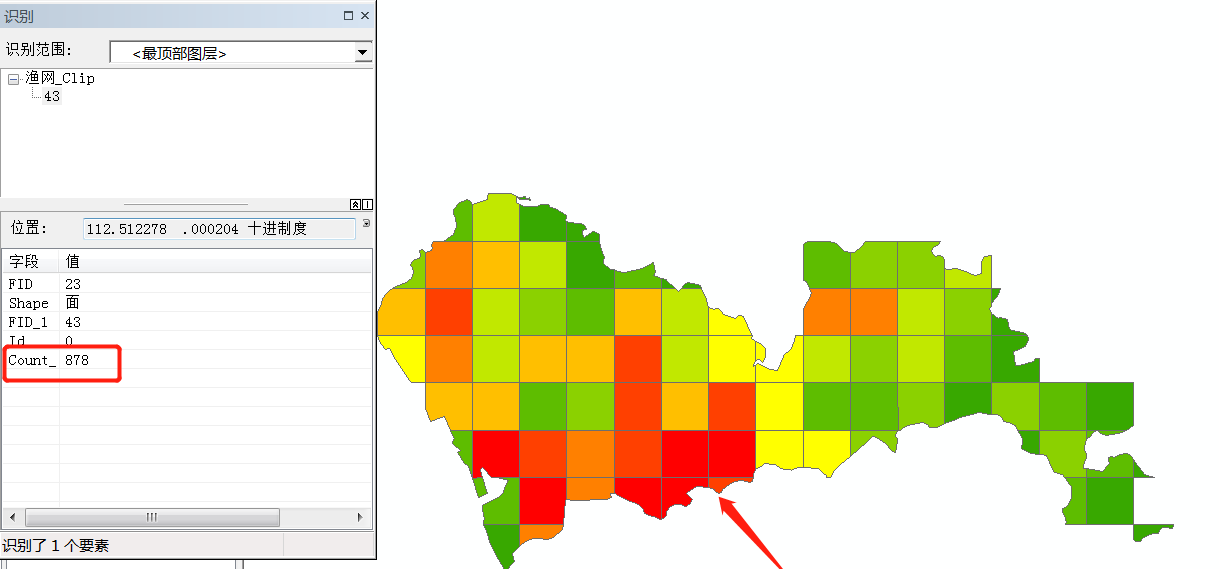 识别
识别范围: <最顶部图层>
渔网_Clip
43
位置: 112.512278 .000204 十进制度
字段 值
FID 23
Shape 面
FID_1 43
Id 0
Count_ 878
识别了 1 个要素